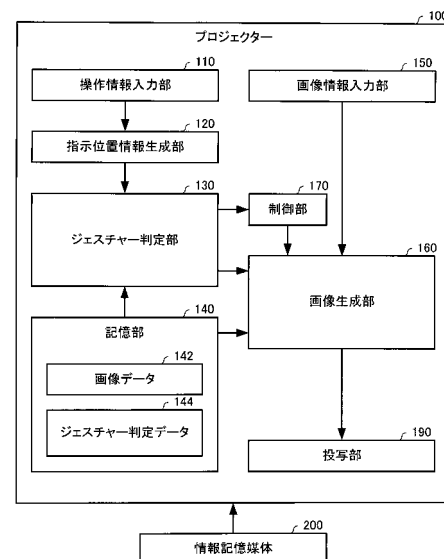 100
プロジェクター
110
操作情報入力部
150
画像情報入力部
120
指示位置情報生成部
130
ジェスチャー判定部
170
制御部
160
画像生成部
140
記憶部
142
画像データ
144
ジェスチャー判定データ
190
投写部
200
情報記憶媒体